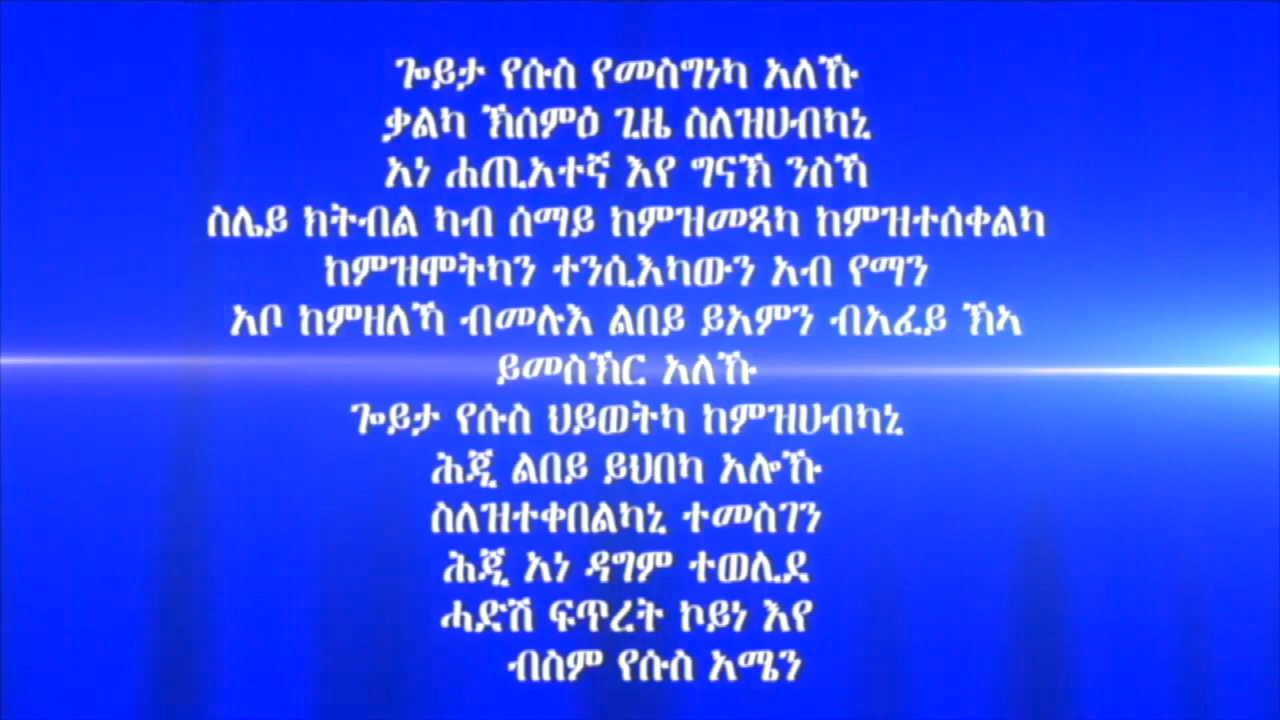 ጐይታ የሱስ የመስግነካ አለኹ
ቃልካ ኽሰምዕ ጊዜ ስለዝሀብካኒ
አነ ሐጢአተኛ እየ ግናኽ ንስኻ
ስሌይ ክትብል ካብ ሰማይ ከምዝመጻካ ከምዝተሰቀልካ
ከምዝሞትካን ተንሲእካውን አብ የማን
አቦ ከምዘለኻ ብመሉእ ልበይ ይአምን ብአፈይ ኽኣ
ይመስኽር አለኹ
ጐይታ የሱስ ህይወትካ ከምዝሀብካኒ
ሕጂ ልበይ ይህበካ አሎኹ
ስለዝተቀበልካኒ ተመስገን
ሕጂ አነ ዳግም ተወሊደ
ሓድሽ ፍጥረት ኮይነ እየ
ብስም የሱስ አሜን